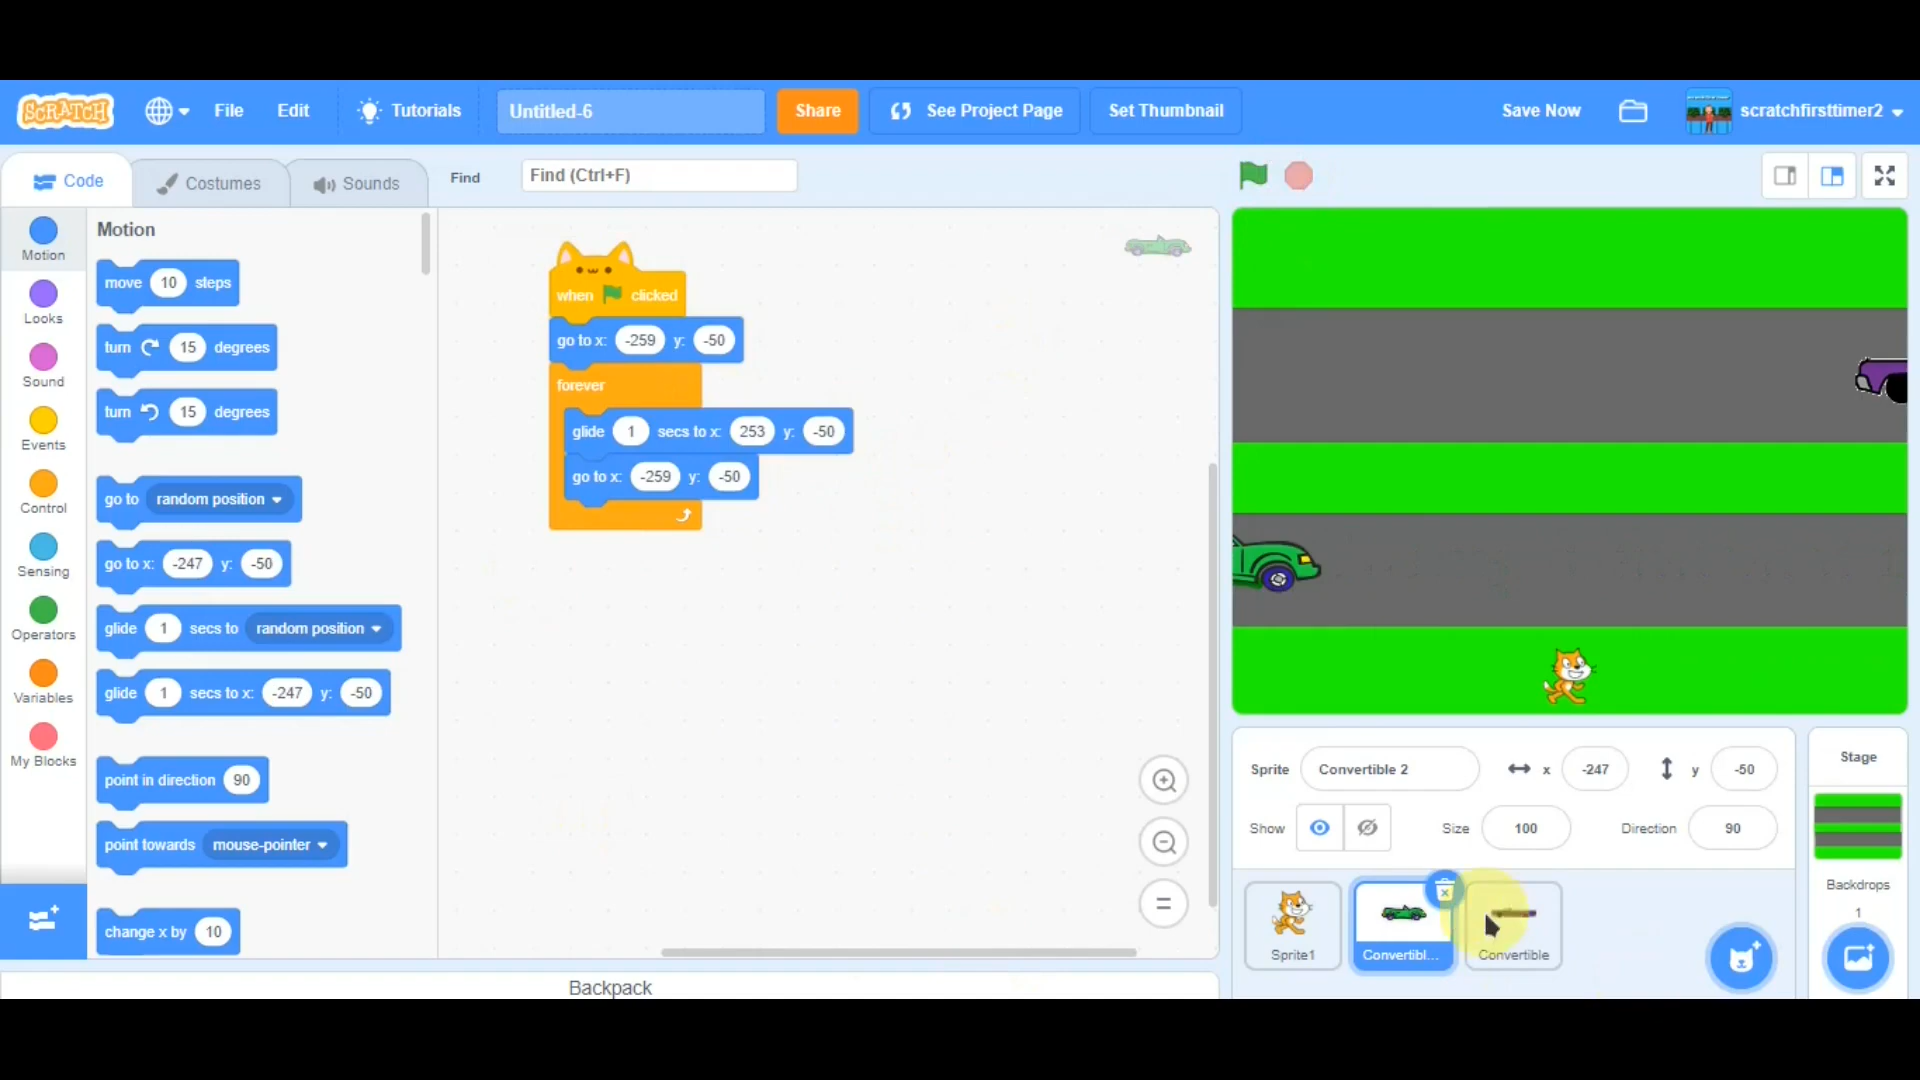 SCRATCH
File
Edit
Tutorials
Untitled-6
Share
See Project Page
Set Thumbnail
Save Now
scratchfirsttimer2
Code
Costumes
Sounds
Find
Find (Ctrl+F)
Motion
Looks
Sound
Events
Control
Sensing
Operators
Variables
My Blocks
Motion
move 10 steps
turn 15 degrees
turn 15 degrees
go to random position
go to x: -247 y: -50
glide 1 secs to random position
glide 1 secs to x: -247 y: -50
point in direction 90
point towards mouse-pointer
change x by 10
when clicked
go to x: -259 y: -50
forever
glide 1 secs to x: 253 y: -50
go to x: -259 y: -50
Backpack
Sprite Convertible 2 x -247 y -50
Show Size 100 Direction 90
Sprite1
Convertibl...
Convertible
Stage
Backdrops
1